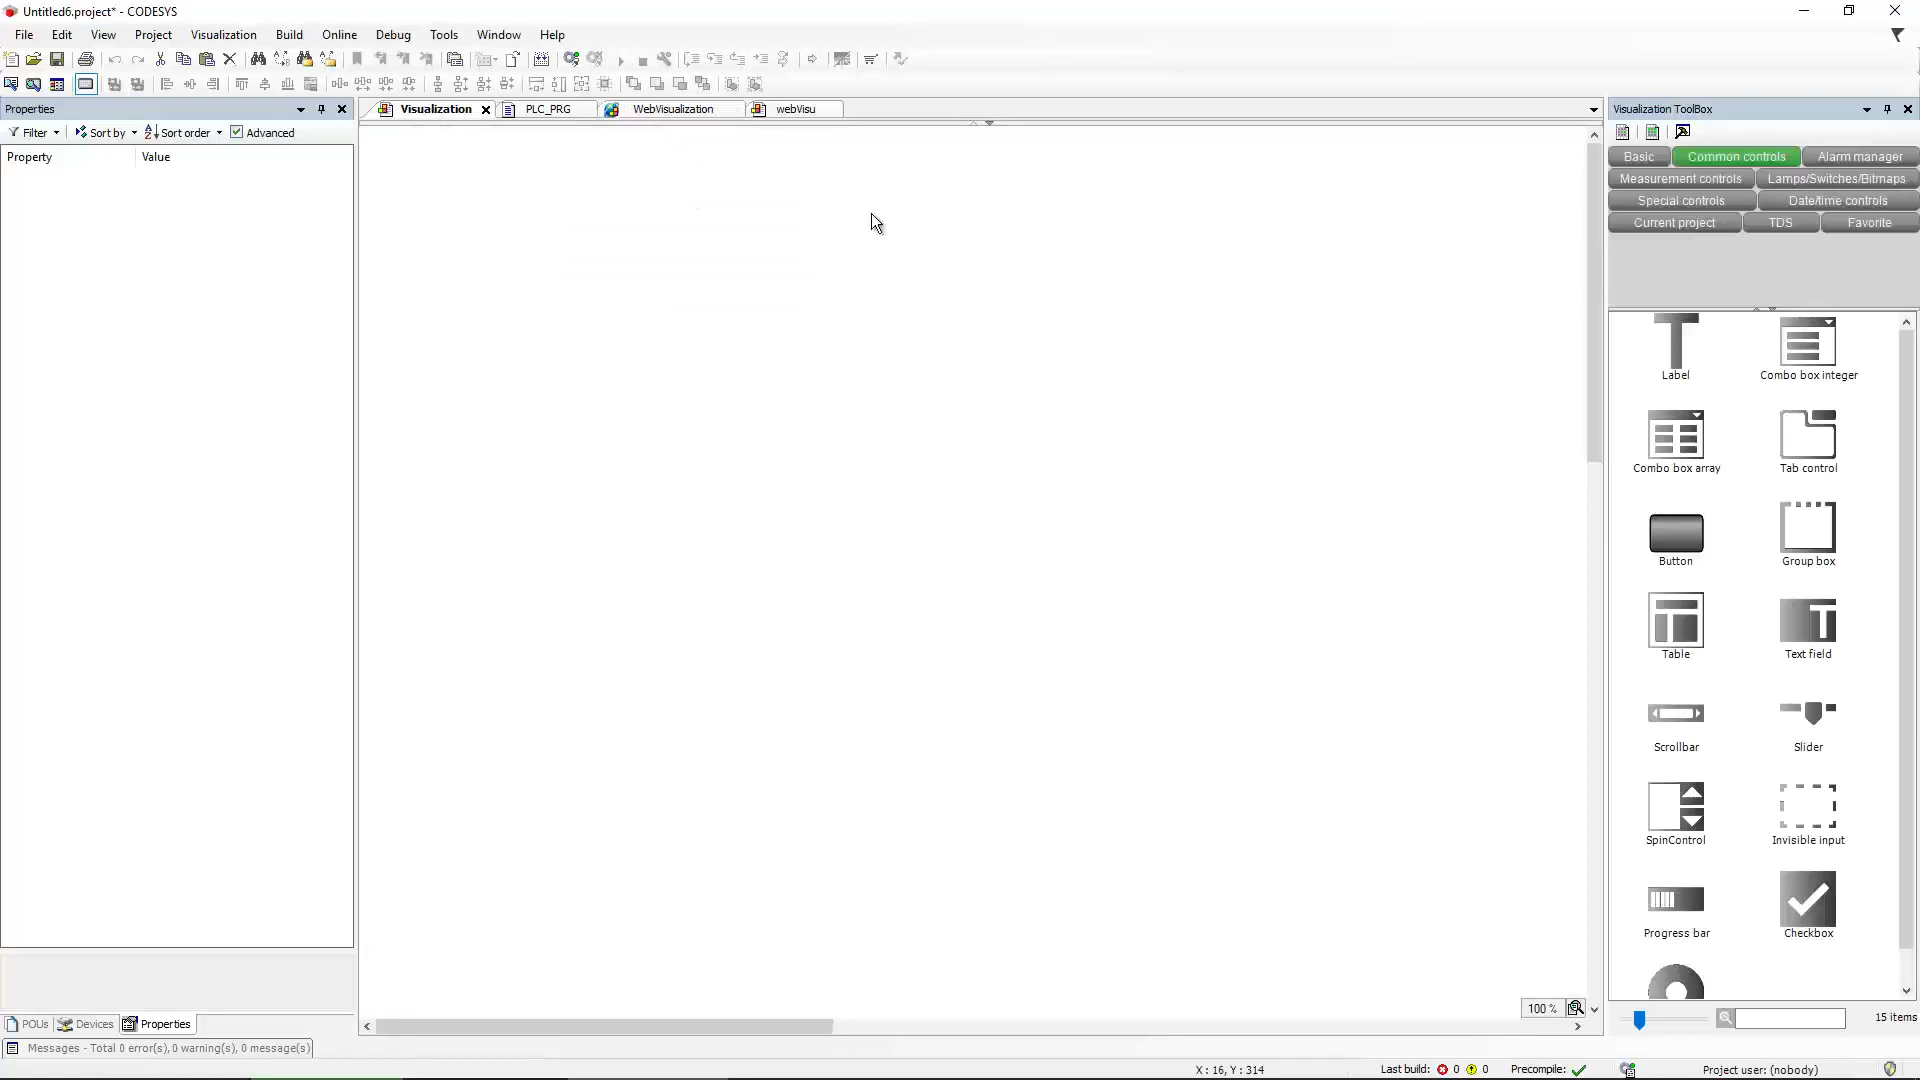 Untitled6.project* - CODESYS
File Edit View Project Visualization Build Online Debug Tools Window Help
Properties
Filter Sort by Sort order Advanced
Property Value
Visualization PLC_PRG WebVisualization webVisu
Visualization ToolBox
Basic Common controls Alarm manager
Measurement controls Lamps/Switches/Bitmaps
Special controls Date/time controls
Current project TDS Favorite
Label Combo box integer
Combo box array Tab control
Button Group box
Table Text field
Scrollbar Slider
SpinControl Invisible input
Progress bar Checkbox
100 %
15 items
POUs Devices Properties
Messages - Total 0 error(s), 0 warning(s), 0 message(s)
X : 16, Y : 314 Last build: 0 0 Precompile: Project user: (nobody)